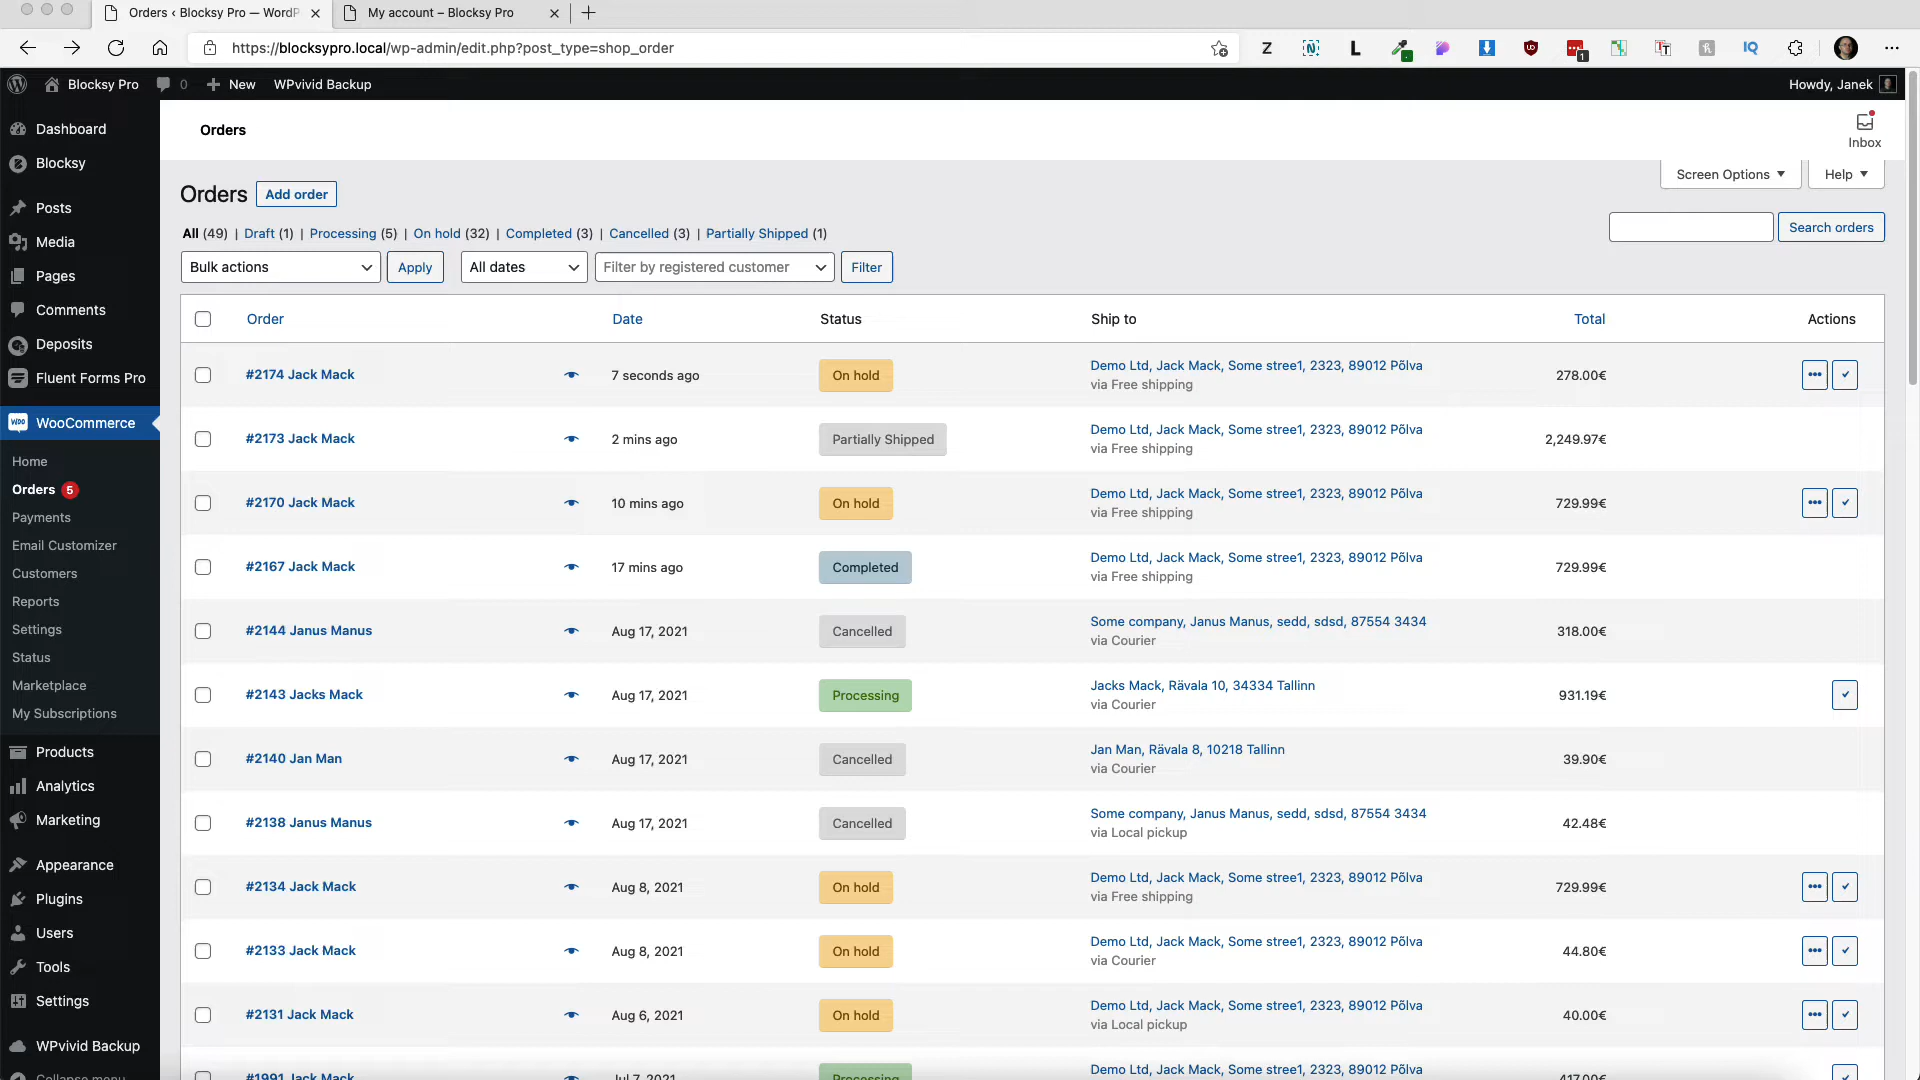 Orders ‹ Blocksy Pro — WordP
My account – Blocksy Pro
https://blocksypro.local/wp-admin/edit.php?post_type=shop_order
Blocksy Pro
0
New
WPvivid Backup
Howdy, Janek
Dashboard
Blocksy
Posts
Media
Pages
Comments
Deposits
Fluent Forms Pro
WooCommerce
Home
Orders 5
Payments
Email Customizer
Customers
Reports
Settings
Status
Marketplace
My Subscriptions
Products
Analytics
Marketing
Appearance
Plugins
Users
Tools
Settings
WPvivid Backup
Collapse menu
Orders
Inbox
Screen Options
Help
Orders
Add order
All (49) | Draft (1) | Processing (5) | On hold (32) | Completed (3) | Cancelled (3) | Partially Shipped (1)
Search orders
Bulk actions
Apply
All dates
Filter by registered customer
Filter
Order Date Status Ship to Total Actions
#2174 Jack Mack 7 seconds ago On hold Demo Ltd, Jack Mack, Some stree1, 2323, 89012 Põlva 278.00€
via Free shipping
#2173 Jack Mack 2 mins ago Partially Shipped Demo Ltd, Jack Mack, Some stree1, 2323, 89012 Põlva 2,249.97€
via Free shipping
#2170 Jack Mack 10 mins ago On hold Demo Ltd, Jack Mack, Some stree1, 2323, 89012 Põlva 729.99€
via Free shipping
#2167 Jack Mack 17 mins ago Completed Demo Ltd, Jack Mack, Some stree1, 2323, 89012 Põlva 729.99€
via Free shipping
#2144 Janus Manus Aug 17, 2021 Cancelled Some company, Janus Manus, sedd, sdsd, 87554 3434 318.00€
via Courier
#2143 Jacks Mack Aug 17, 2021 Processing Jacks Mack, Rävala 10, 34334 Tallinn 931.19€
via Courier
#2140 Jan Man Aug 17, 2021 Cancelled Jan Man, Rävala 8, 10218 Tallinn 39.90€
via Courier
#2138 Janus Manus Aug 17, 2021 Cancelled Some company, Janus Manus, sedd, sdsd, 87554 3434 42.48€
via Local pickup
#2134 Jack Mack Aug 8, 2021 On hold Demo Ltd, Jack Mack, Some stree1, 2323, 89012 Põlva 729.99€
via Free shipping
#2133 Jack Mack Aug 8, 2021 On hold Demo Ltd, Jack Mack, Some stree1, 2323, 89012 Põlva 44.80€
via Courier
#2131 Jack Mack Aug 6, 2021 On hold Demo Ltd, Jack Mack, Some stree1, 2323, 89012 Põlva 40.00€
via Local pickup
#1991 Jack Mack Jul 7, 2021 Processing Demo Ltd, Jack Mack, Some stree1, 2323, 89012 Põlva 417.00€